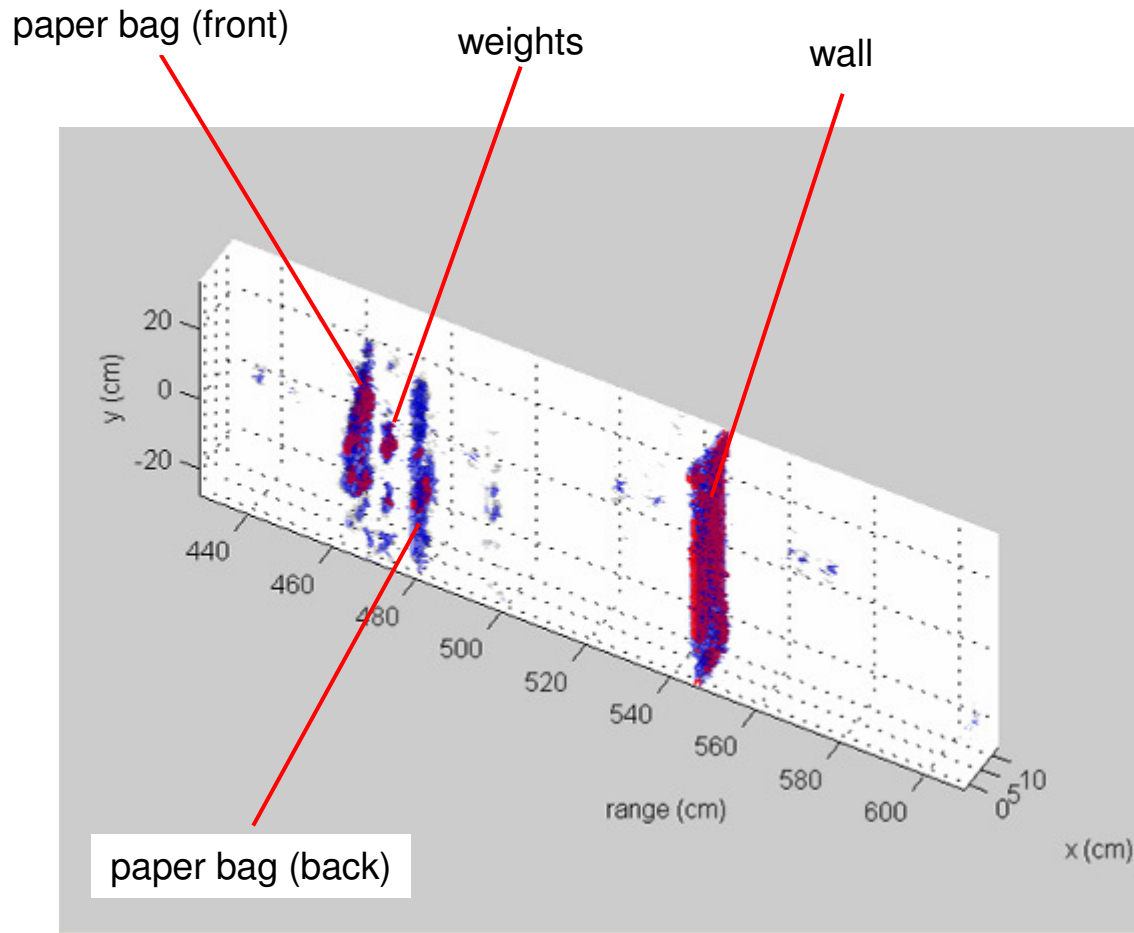 paper bag (front)
weights
wall
20
0
-20
y (cm)
440
460
480
500
520
540
560
580
600
range (cm)
0
5
10
x (cm)
paper bag (back)